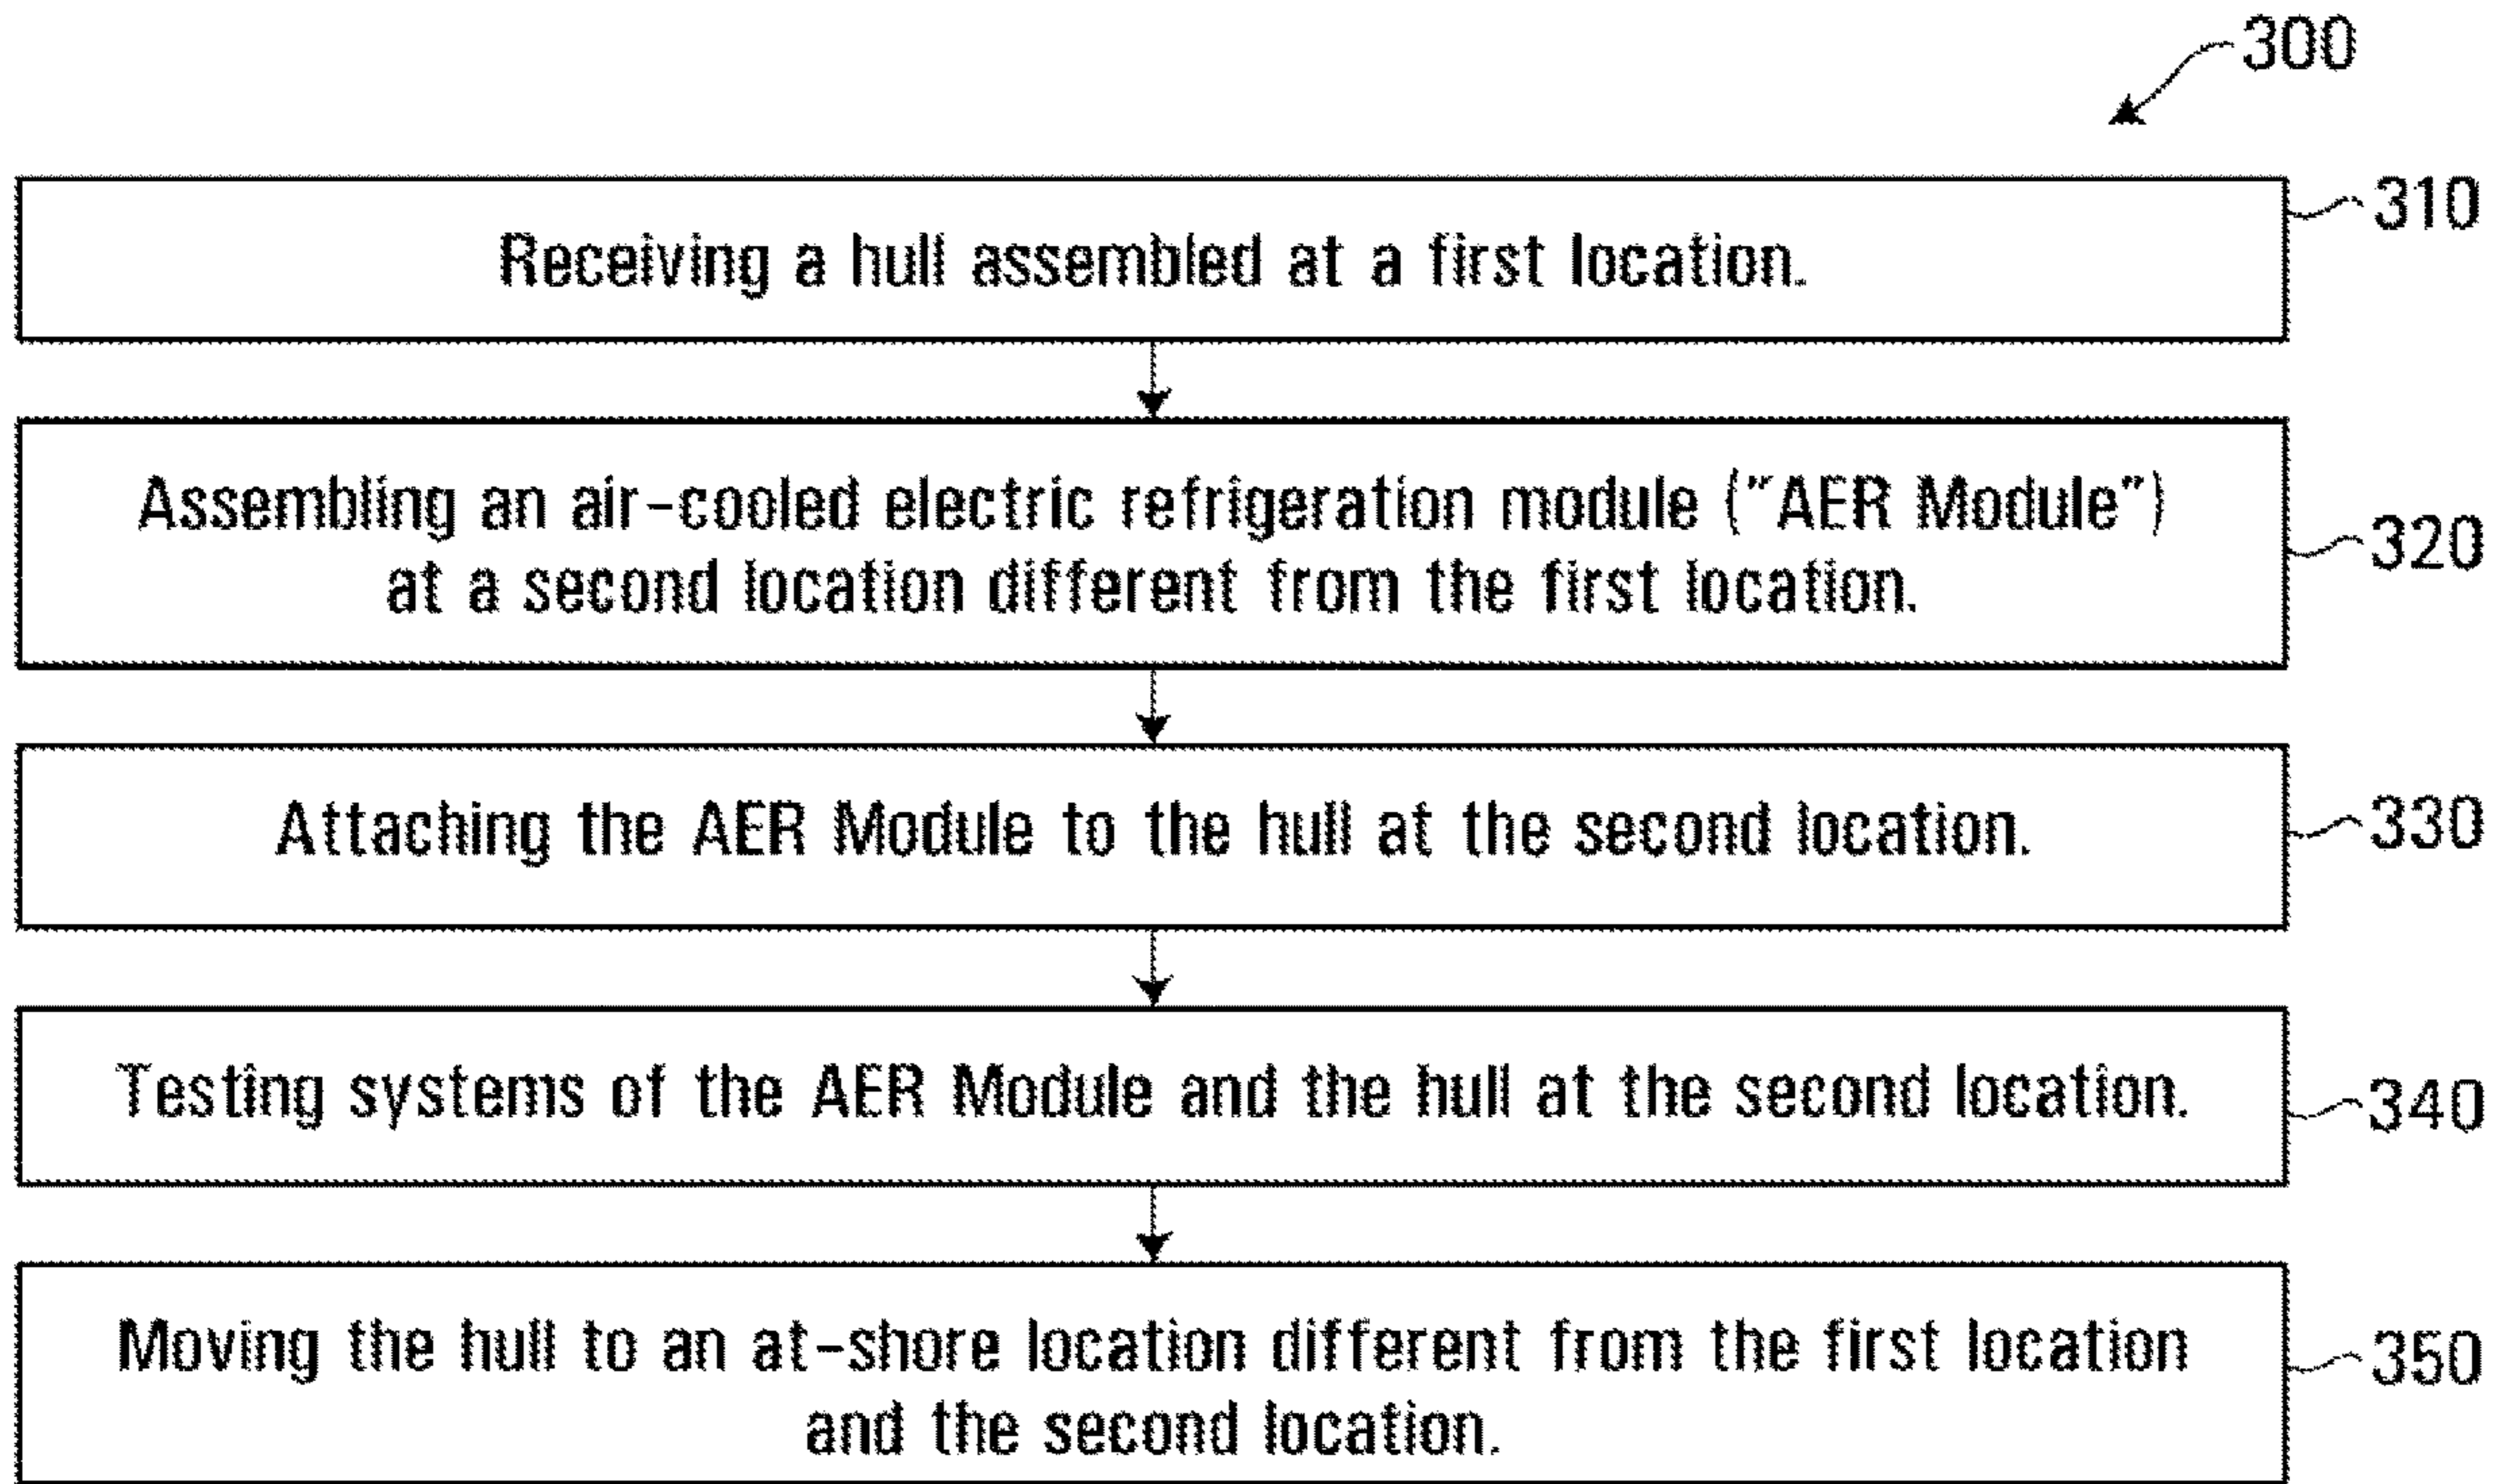 300
310
Receiving a hull assembled at a first location.
Assembling an air-cooled electric refrigeration module ("AER Module")
at a second location different from the first location.
320
Attaching the AER Module to the hull at the second location.
330
Testing systems of the AER Module and the hull at the second location.
340
Moving the hull to an at-shore location different from the first location
and the second location.
350